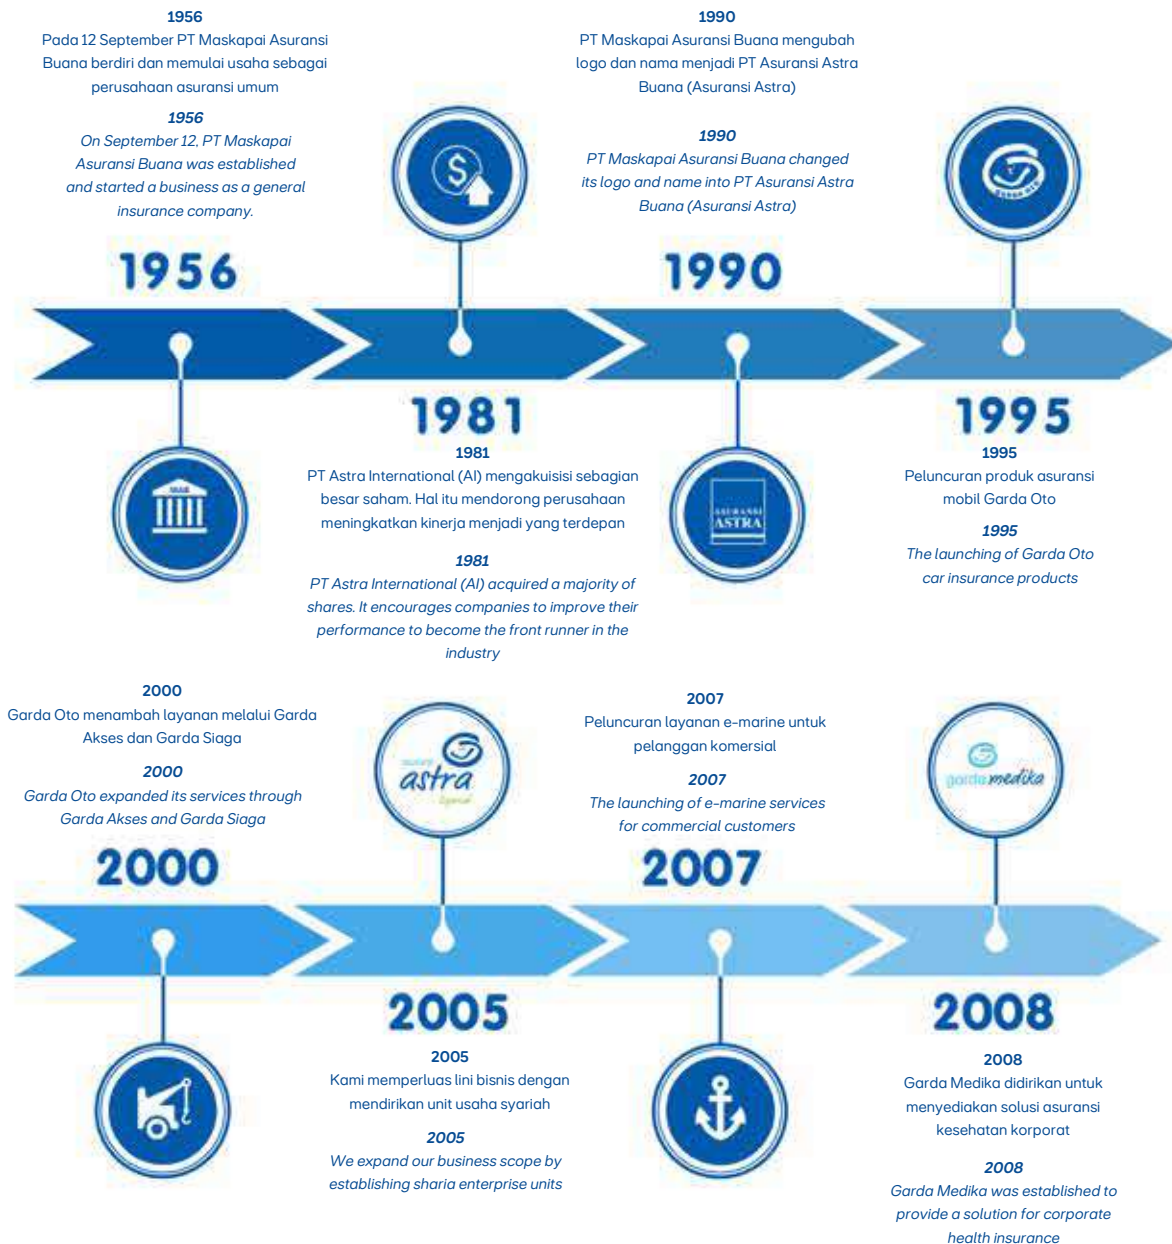 1956
Pada 12 September PT Maskapai Asuransi
Buana berdiri dan memulai usaha sebagai
perusahaan asuransi umum
1956
On September 12, PT Maskapai
Asuransi Buana was established
and started a business as a general
insurance company.
1956
1981
1981
PT Astra International (AI) mengakuisisi sebagian
besar saham. Hal itu mendorong perusahaan
meningkatkan kinerja menjadi yang terdepan
1981
PT Astra International (AI) acquired a majority of
shares. It encourages companies to improve their
performance to become the front runner in the
industry
1990
PT Maskapai Asuransi Buana mengubah
logo dan nama menjadi PT Asuransi Astra
Buana (Asuransi Astra)
1990
PT Maskapai Asuransi Buana changed
its logo and name into PT Asuransi Astra
Buana (Asuransi Astra)
1990
ASURANSI
ASTRA
1995
1995
Peluncuran produk asuransi
mobil Garda Oto
1995
The launching of Garda Oto
car insurance products
2000
Garda Oto menambah layanan melalui Garda
Akses dan Garda Siaga
2000
Garda Oto expanded its services through
Garda Akses and Garda Siaga
2000
astra
2005
2005
Kami memperluas lini bisnis dengan
mendirikan unit usaha syariah
2005
We expand our business scope by
establishing sharia enterprise units
2007
Peluncuran layanan e-marine untuk
pelanggan komersial
2007
The launching of e-marine services
for commercial customers
2007
garda medika
2008
2008
Garda Medika didirikan untuk
menyediakan solusi asuransi
kesehatan korporat
2008
Garda Medika was established to
provide a solution for corporate
health insurance